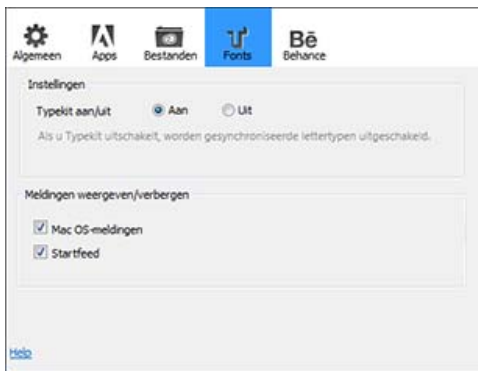 Algemeen
Apps
Bestanden
Fonts
Bē
Behance
Instellingen
Typekit aan/uit Aan Uit
Als u Typekit uitschakelt, worden gesynchroniseerde lettertypen uitgeschakeld.
Meldingen weergeven/verbergen
Mac OS-meldingen
Startfeed
Help